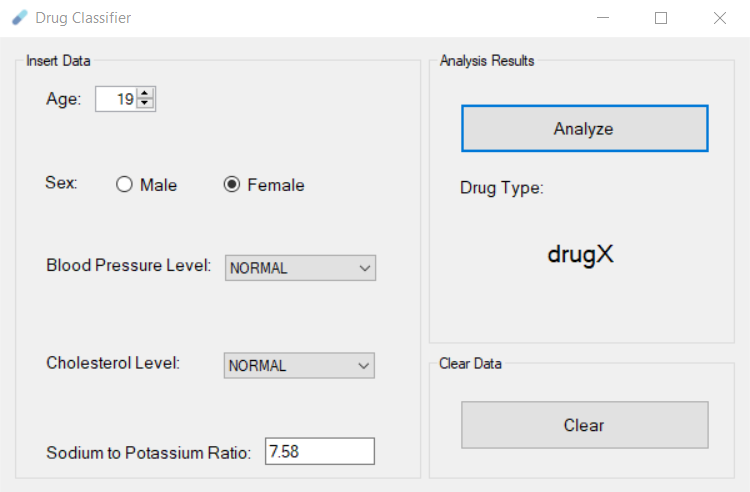 Drug Classifier
Insert Data
Age: 19
Sex: Male Female
Blood Pressure Level: NORMAL
Cholesterol Level: NORMAL
Sodium to Potassium Ratio: 7.58
Analysis Results
Analyze
Drug Type:
drugX
Clear Data
Clear